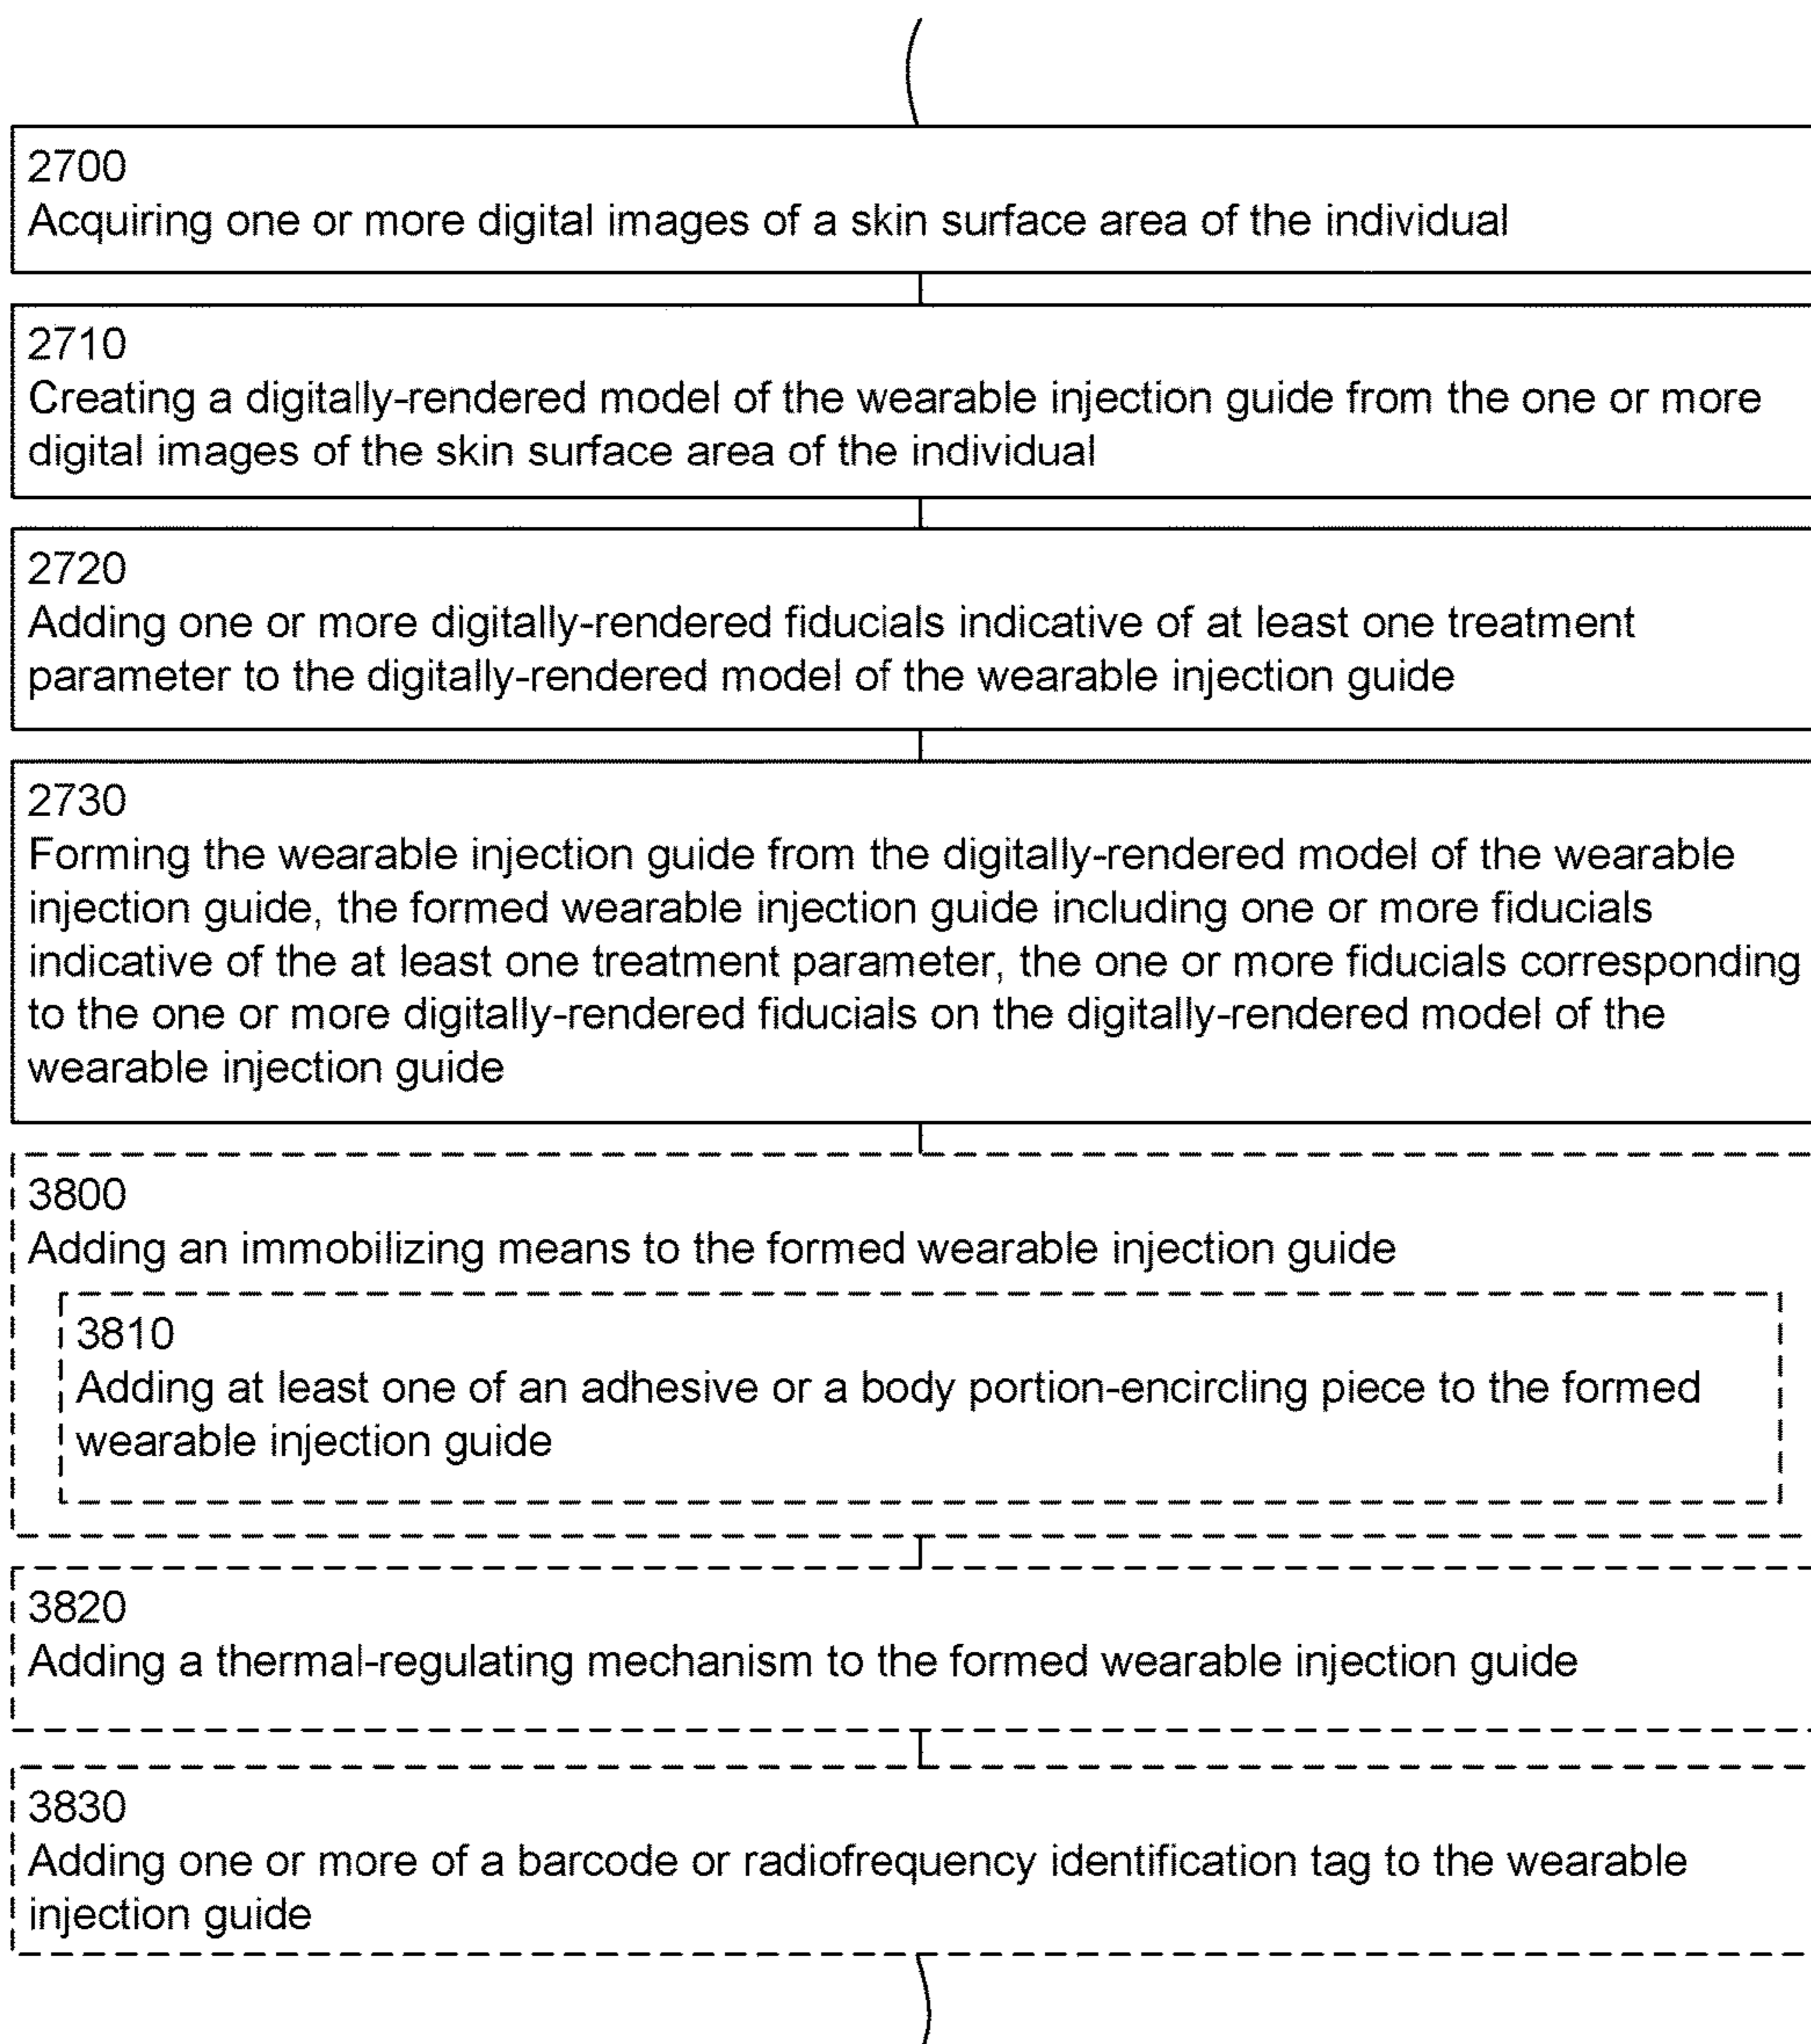 2700
Acquiring one or more digital images of a skin surface area of the individual
2710
Creating a digitally-rendered model of the wearable injection guide from the one or more
digital images of the skin surface area of the individual
2720
Adding one or more digitally-rendered fiducials indicative of at least one treatment
parameter to the digitally-rendered model of the wearable injection guide
2730
Forming the wearable injection guide from the digitally-rendered model of the wearable
injection guide, the formed wearable injection guide including one or more fiducials
indicative of the at least one treatment parameter, the one or more fiducials corresponding
to the one or more digitally-rendered fiducials on the digitally-rendered model of the
wearable injection guide
3800
Adding an immobilizing means to the formed wearable injection guide
3810
Adding at least one of an adhesive or a body portion-encircling piece to the formed
wearable injection guide
3820
Adding a thermal-regulating mechanism to the formed wearable injection guide
3830
Adding one or more of a barcode or radiofrequency identification tag to the wearable
injection guide